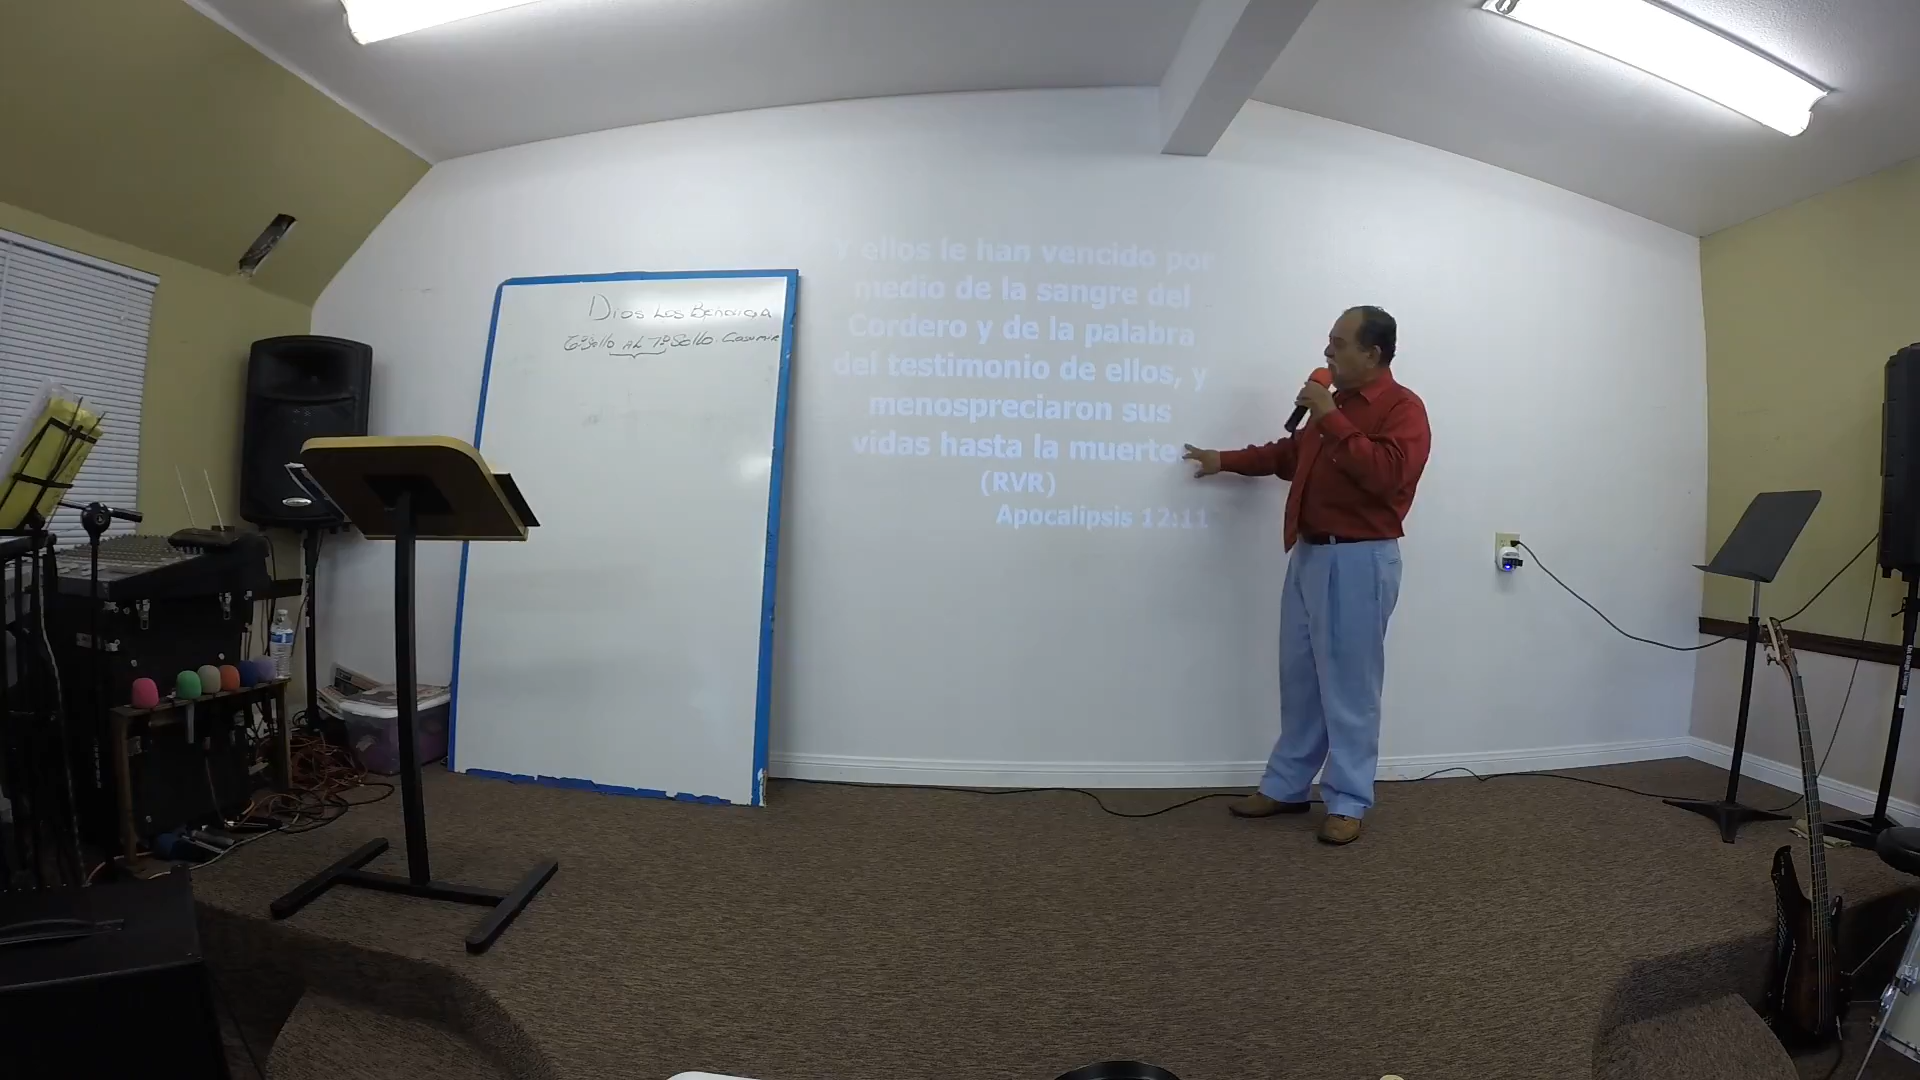 Dios Los Bendiga
6º Sello AL 7º Sello
Y ellos le han vencido por
medio de la sangre del
Cordero y de la palabra
del testimonio de ellos, y
menospreciaron sus
vidas hasta la muerte.
(RVR)
Apocalipsis 12:11